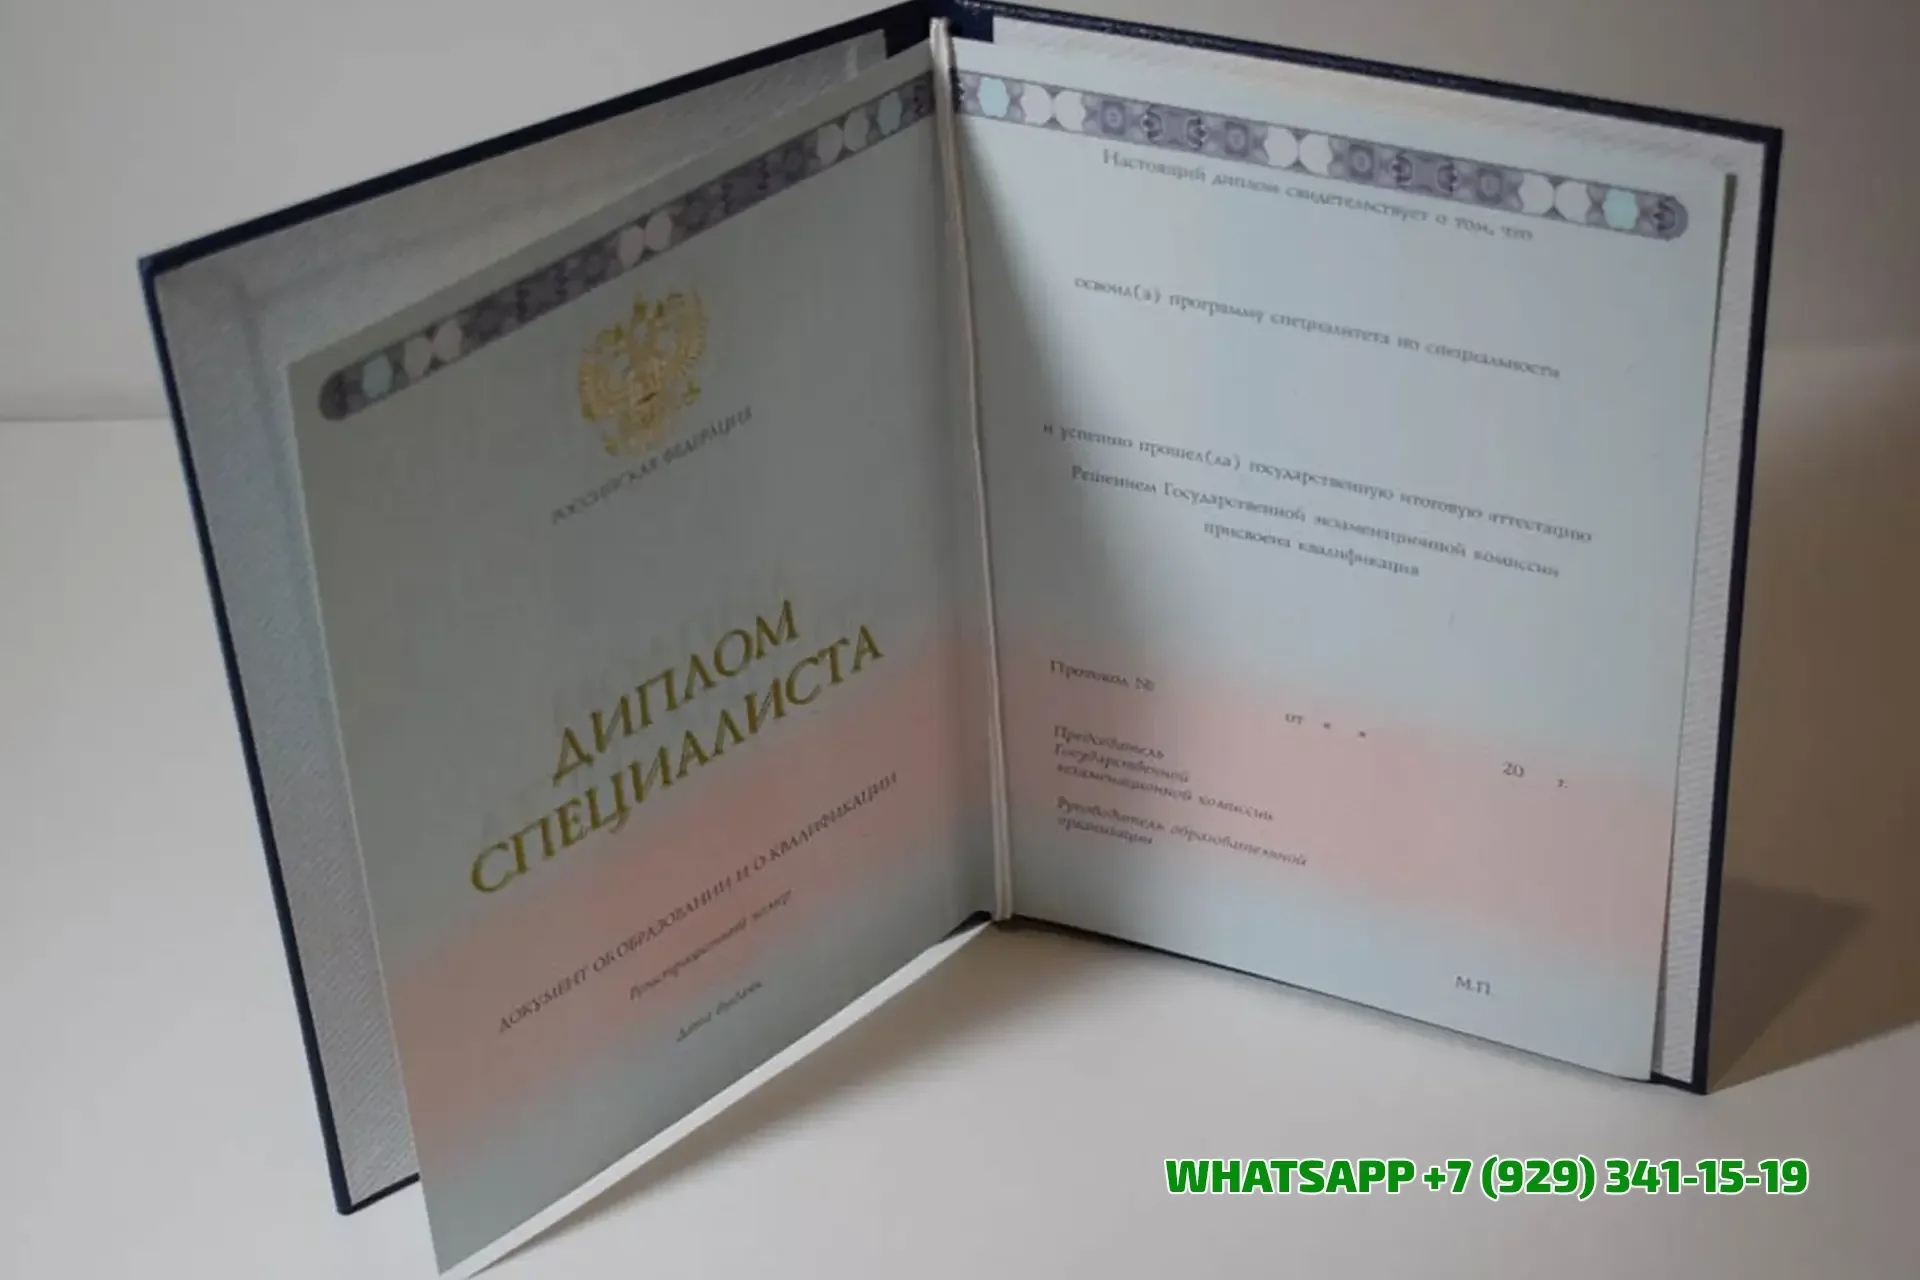 РОССИЙСКАЯ ФЕДЕРАЦИЯ
ДИПЛОМ
СПЕЦИАЛИСТА
ДОКУМЕНТ ОБ ОБРАЗОВАНИИ И О КВАЛИФИКАЦИИ
Регистрационный номер
Дата выдачи
Настоящий диплом свидетельствует о том, что
освоил(а) программу специалитета по специальности
и успешно прошел(ла) государственную итоговую аттестацию
Решением Государственной экзаменационной комиссии
присвоена квалификация
Протокол №
от « »
20 г.
Председатель
Государственной
экзаменационной комиссии
Руководитель образовательной
организации
М.П.
WHATSAPP +7 (929) 341-15-19